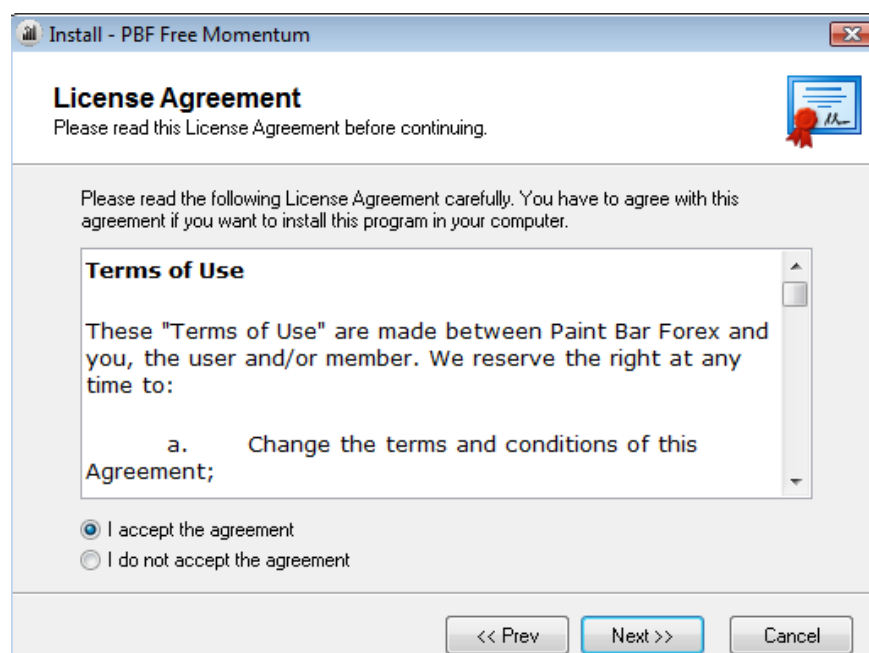 Install - PBF Free Momentum
License Agreement
Please read this License Agreement before continuing.
Please read the following License Agreement carefully. You have to agree with this
agreement if you want to install this program in your computer.
Terms of Use
These "Terms of Use" are made between Paint Bar Forex and
you, the user and/or member. We reserve the right at any
time to:
a. Change the terms and conditions of this
Agreement;
I accept the agreement
I do not accept the agreement
<< Prev
Next >>
Cancel